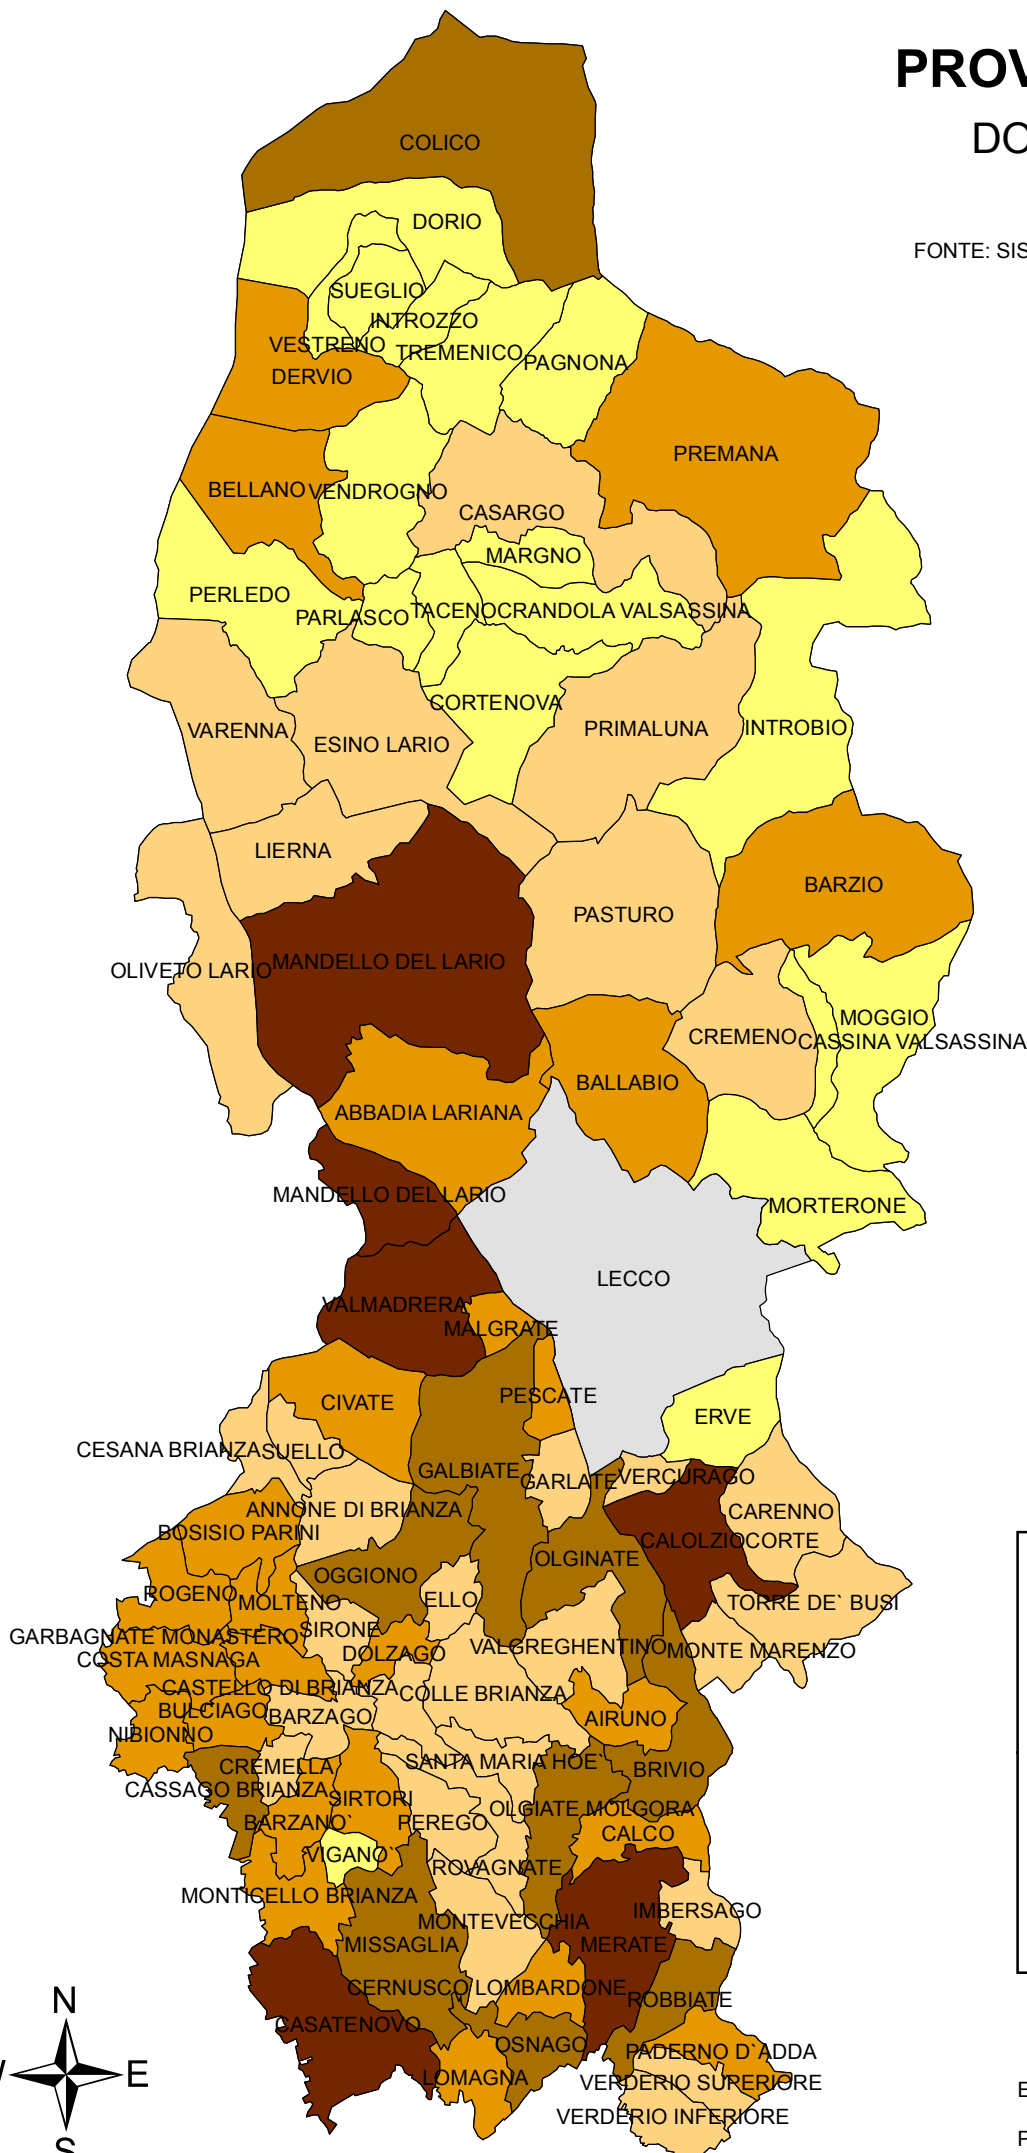 PROV
DO
FONTE: SIS
COLICO
DORIO
SUEGLIO
INTROZZO
VESTRENO
TREMENICO
PAGNONA
DERVIO
PREMANA
BELLANO
VENDROGNO
CASARGO
MARGNO
PERLEDO
PARLASCO
TACENO
CRANDOLA VALSASSINA
CORTENOVA
VARENNA
ESINO LARIO
PRIMALUNA
INTROBIO
LIERNA
BARZIO
PASTURO
OLIVETO LARIO
MANDELLO DEL LARIO
MOGGIO
CREMENO
CASSINA VALSASSINA
BALLABIO
ABBADIA LARIANA
MANDELLO DEL LARIO
MORTERONE
LECCO
VALMADRERA
MALGRATE
PESCATE
CIVATE
ERVE
CESANA BRIANZA
SUELLO
GALBIATE
GARLATE
VERCURAGO
ANNONE DI BRIANZA
CARENNO
BOSISIO PARINI
CALOLZIOCORTE
OLGINATE
OGGIONO
ROGENO
MOLTENO
ELLO
TORRE DE` BUSI
SIRONE
GARBAGNATE MONASTERO
VALGREGHENTINO
MONTE MARENZO
DOLZAGO
COSTA MASNAGA
CASTELLO DI BRIANZA
COLLE BRIANZA
BULCIAGO
BARZAGO
AIRUNO
NIBIONNO
SANTA MARIA HOE`
CREMELLA
BRIVIO
CASSAGO BRIANZA
SIRTORI
OLGIATE MOLGORA
BARZANO`
PEREGO
CALCO
VIGANO`
ROVAGNATE
MONTICELLO BRIANZA
IMBERSAGO
MONTEVECCHIA
MISSAGLIA
MERATE
CERNUSCO LOMBARDONE
ROBBIATE
N
CASATENOVO
OSNAGO
PADERNO D`ADDA
E
LOMAGNA
VERDERIO SUPERIORE
VERDERIO INFERIORE
S